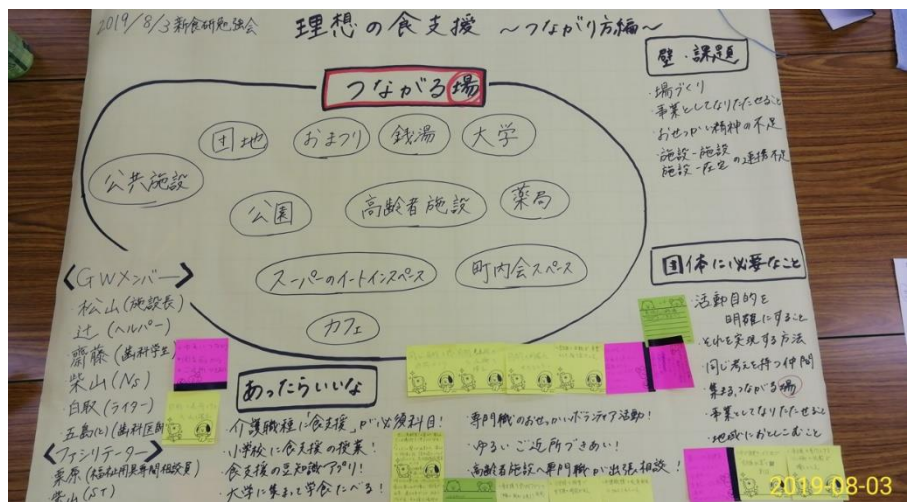 2019/8/3 新食研勉強会
理想の食支援 〜つながり方編〜
つながる場
団地
おまつり
銭湯
大学
公共施設
公園
高齢者施設
薬局
スーパーのイートインスペース
町内会スペース
カフェ
壁・課題
・場づくり
・事業としてなりたたせること
・おせっかい精神の不足
・施設-施設
施設-在宅 の連携不足
団体に必要なこと
・活動目的を
明確にすること
・それを実現する方法
・同じ考えを持つ仲間
・集まる、つながる場
・事業としてなりたたせること
・地域におとしこむこと
<GWメンバー>
・松山(施設長)
・辻(ヘルパー)
・齋藤(歯科学生)
・柴山(Ns)
・白取(ライター)
・五島(歯科医師
<ファシリテーター>
栗原(福祉用具専門相談員)
(ST)
あったらいいな
・介護職種に「食支援」が必須科目!
・小学校に食支援の授業!
・食支援の豆知識アプリ!
・大学に集まって学食たべる!
・専門職のおせっかいボランティア活動!
・ゆるいご近所づきあい!
・高齢者施設へ専門職が出張相談!
2019-08-03